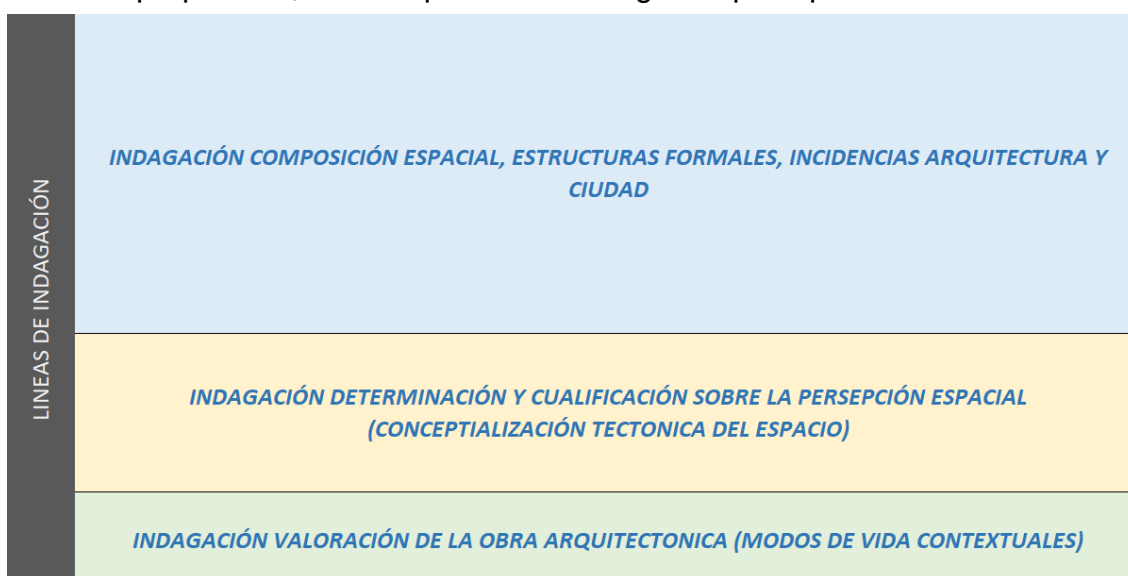 LINEAS DE INDAGACIÓN
INDAGACIÓN COMPOSICIÓN ESPACIAL, ESTRUCTURAS FORMALES, INCIDENCIAS ARQUITECTURA Y
CIUDAD
INDAGACIÓN DETERMINACIÓN Y CUALIFICACIÓN SOBRE LA PERSEPCIÓN ESPACIAL
(CONCEPTIALIZACIÓN TECTONICA DEL ESPACIO)
INDAGACIÓN VALORACIÓN DE LA OBRA ARQUITECTONICA (MODOS DE VIDA CONTEXTUALES)